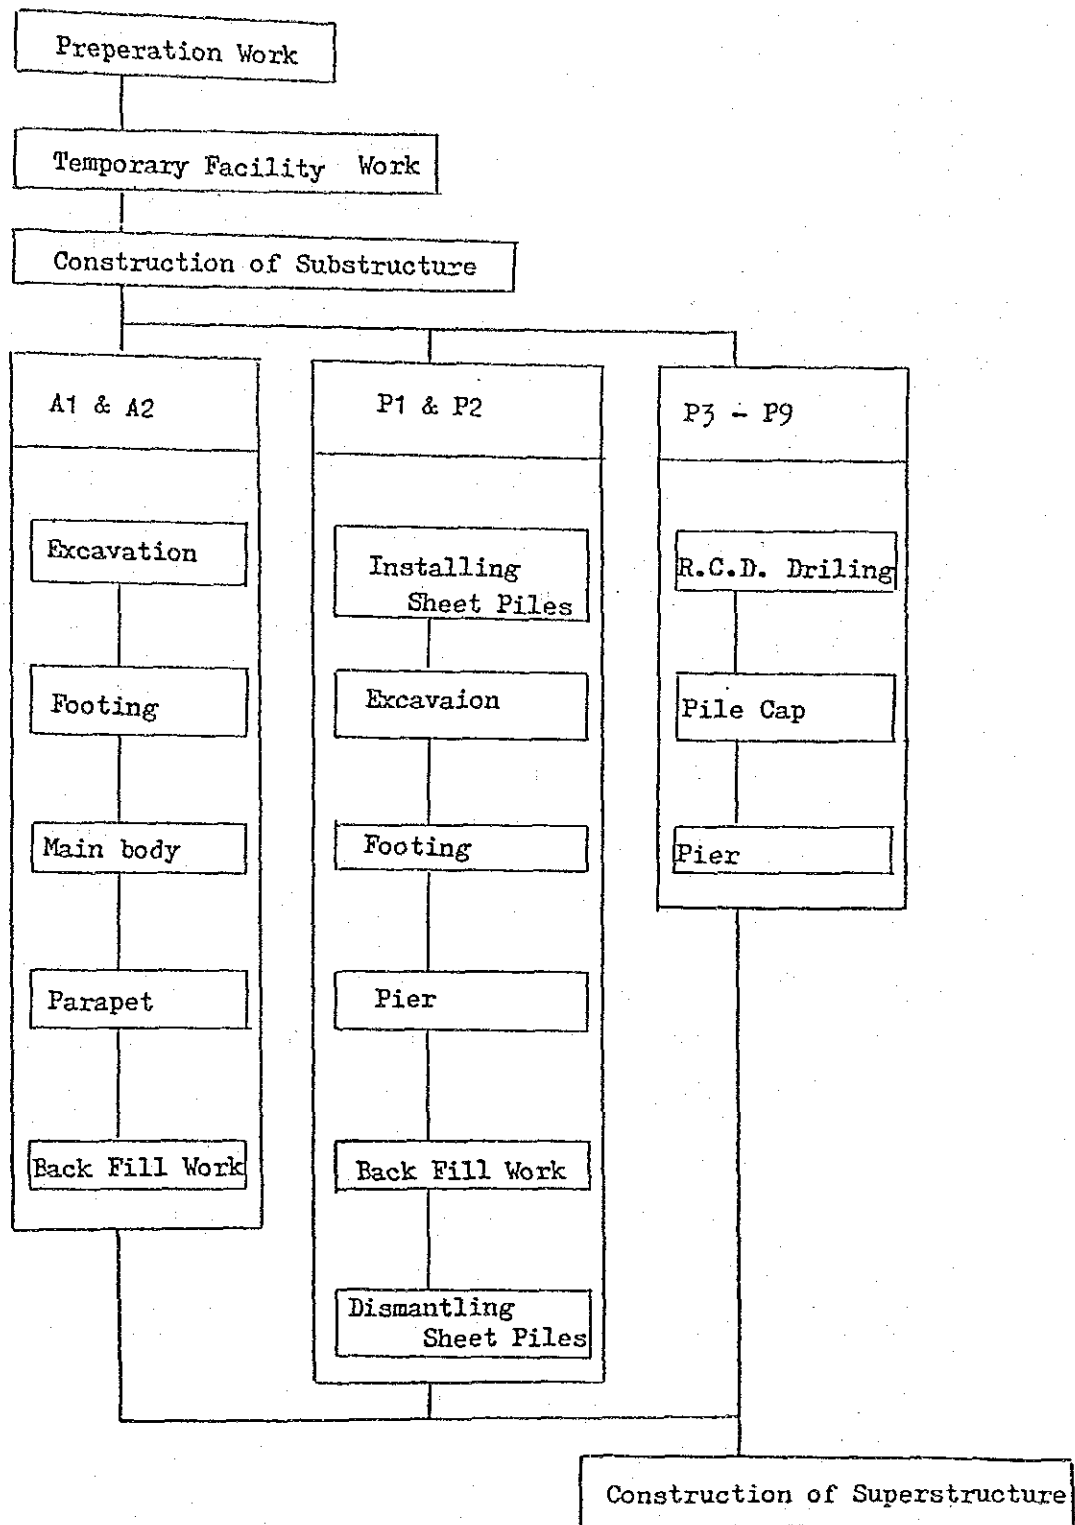 Preperation Work
Temporary Facility Work
Construction of Substructure
A1 & A2
Excavation
Footing
Main body
Parapet
Back Fill Work
P1 & P2
Installing
Sheet Piles
Excavaion
Footing
Pier
Back Fill Work
Dismantling
Sheet Piles
P3 - P9
R.C.D. Driling
Pile Cap
Pier
Construction of Superstructure